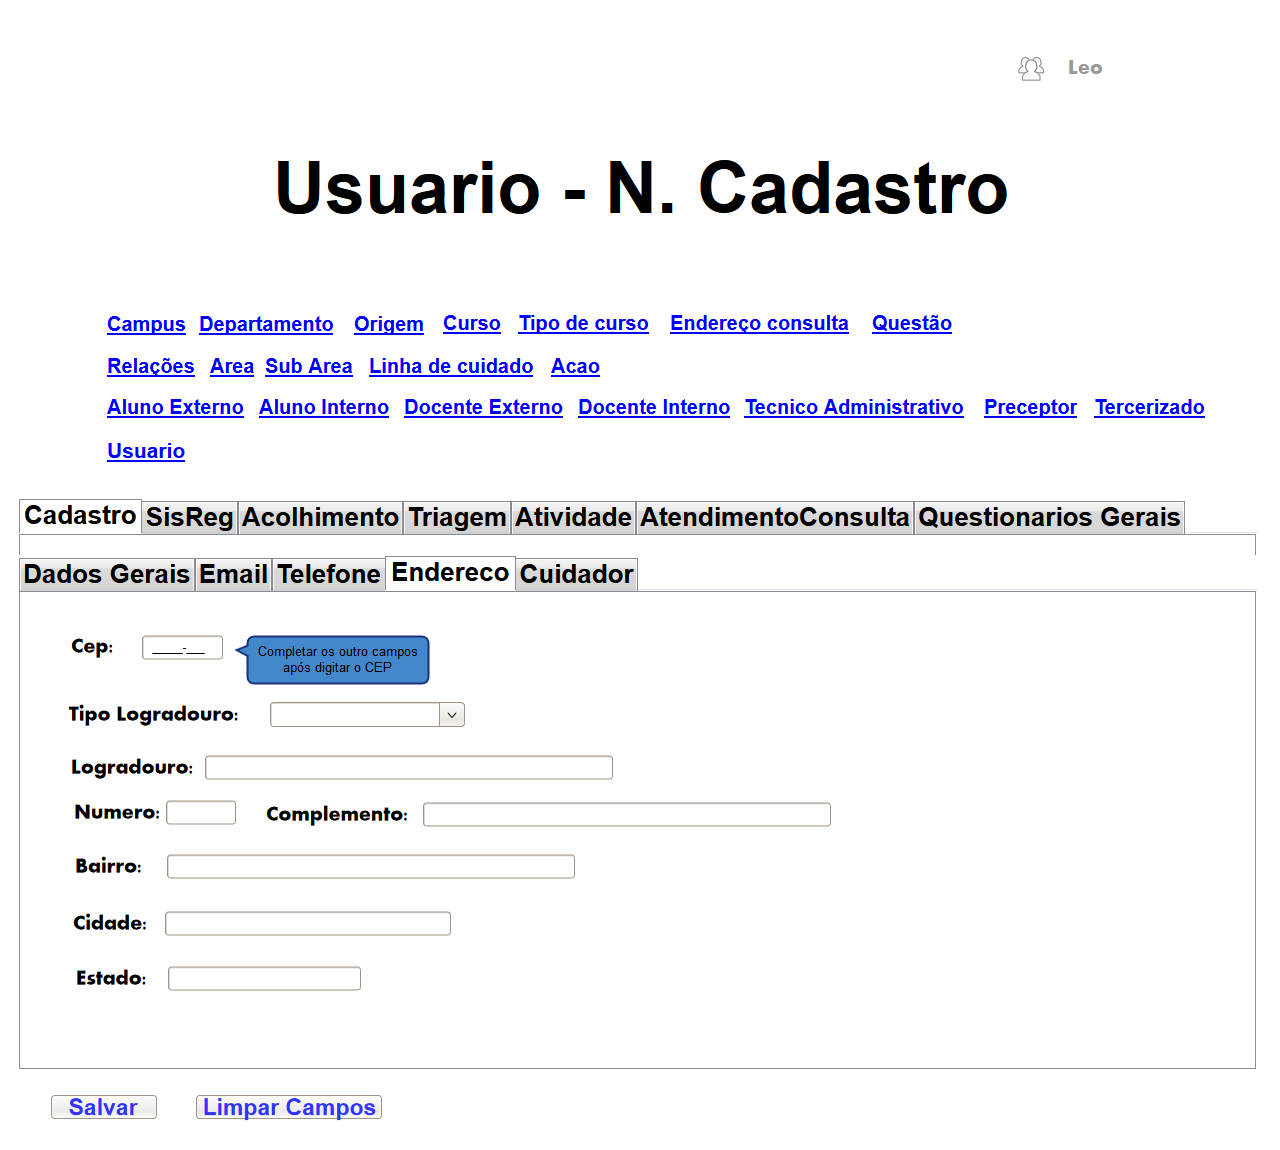 Leo
Usuario - N. Cadastro
Campus Departamento Origem Curso Tipo de curso Endereço consulta Questão
Relações Area Sub Area Linha de cuidado Acao
Aluno Externo Aluno Interno Docente Externo Docente Interno Tecnico Administrativo Preceptor Tercerizado
Usuario
Cadastro SisReg Acolhimento Triagem Atividade AtendimentoConsulta Questionarios Gerais
Dados Gerais Email Telefone Endereco Cuidador
Cep: ____-__ Completar os outro campos
após digitar o CEP
Tipo Logradouro:
Logradouro:
Numero: Complemento:
Bairro:
Cidade:
Estado:
Salvar Limpar Campos